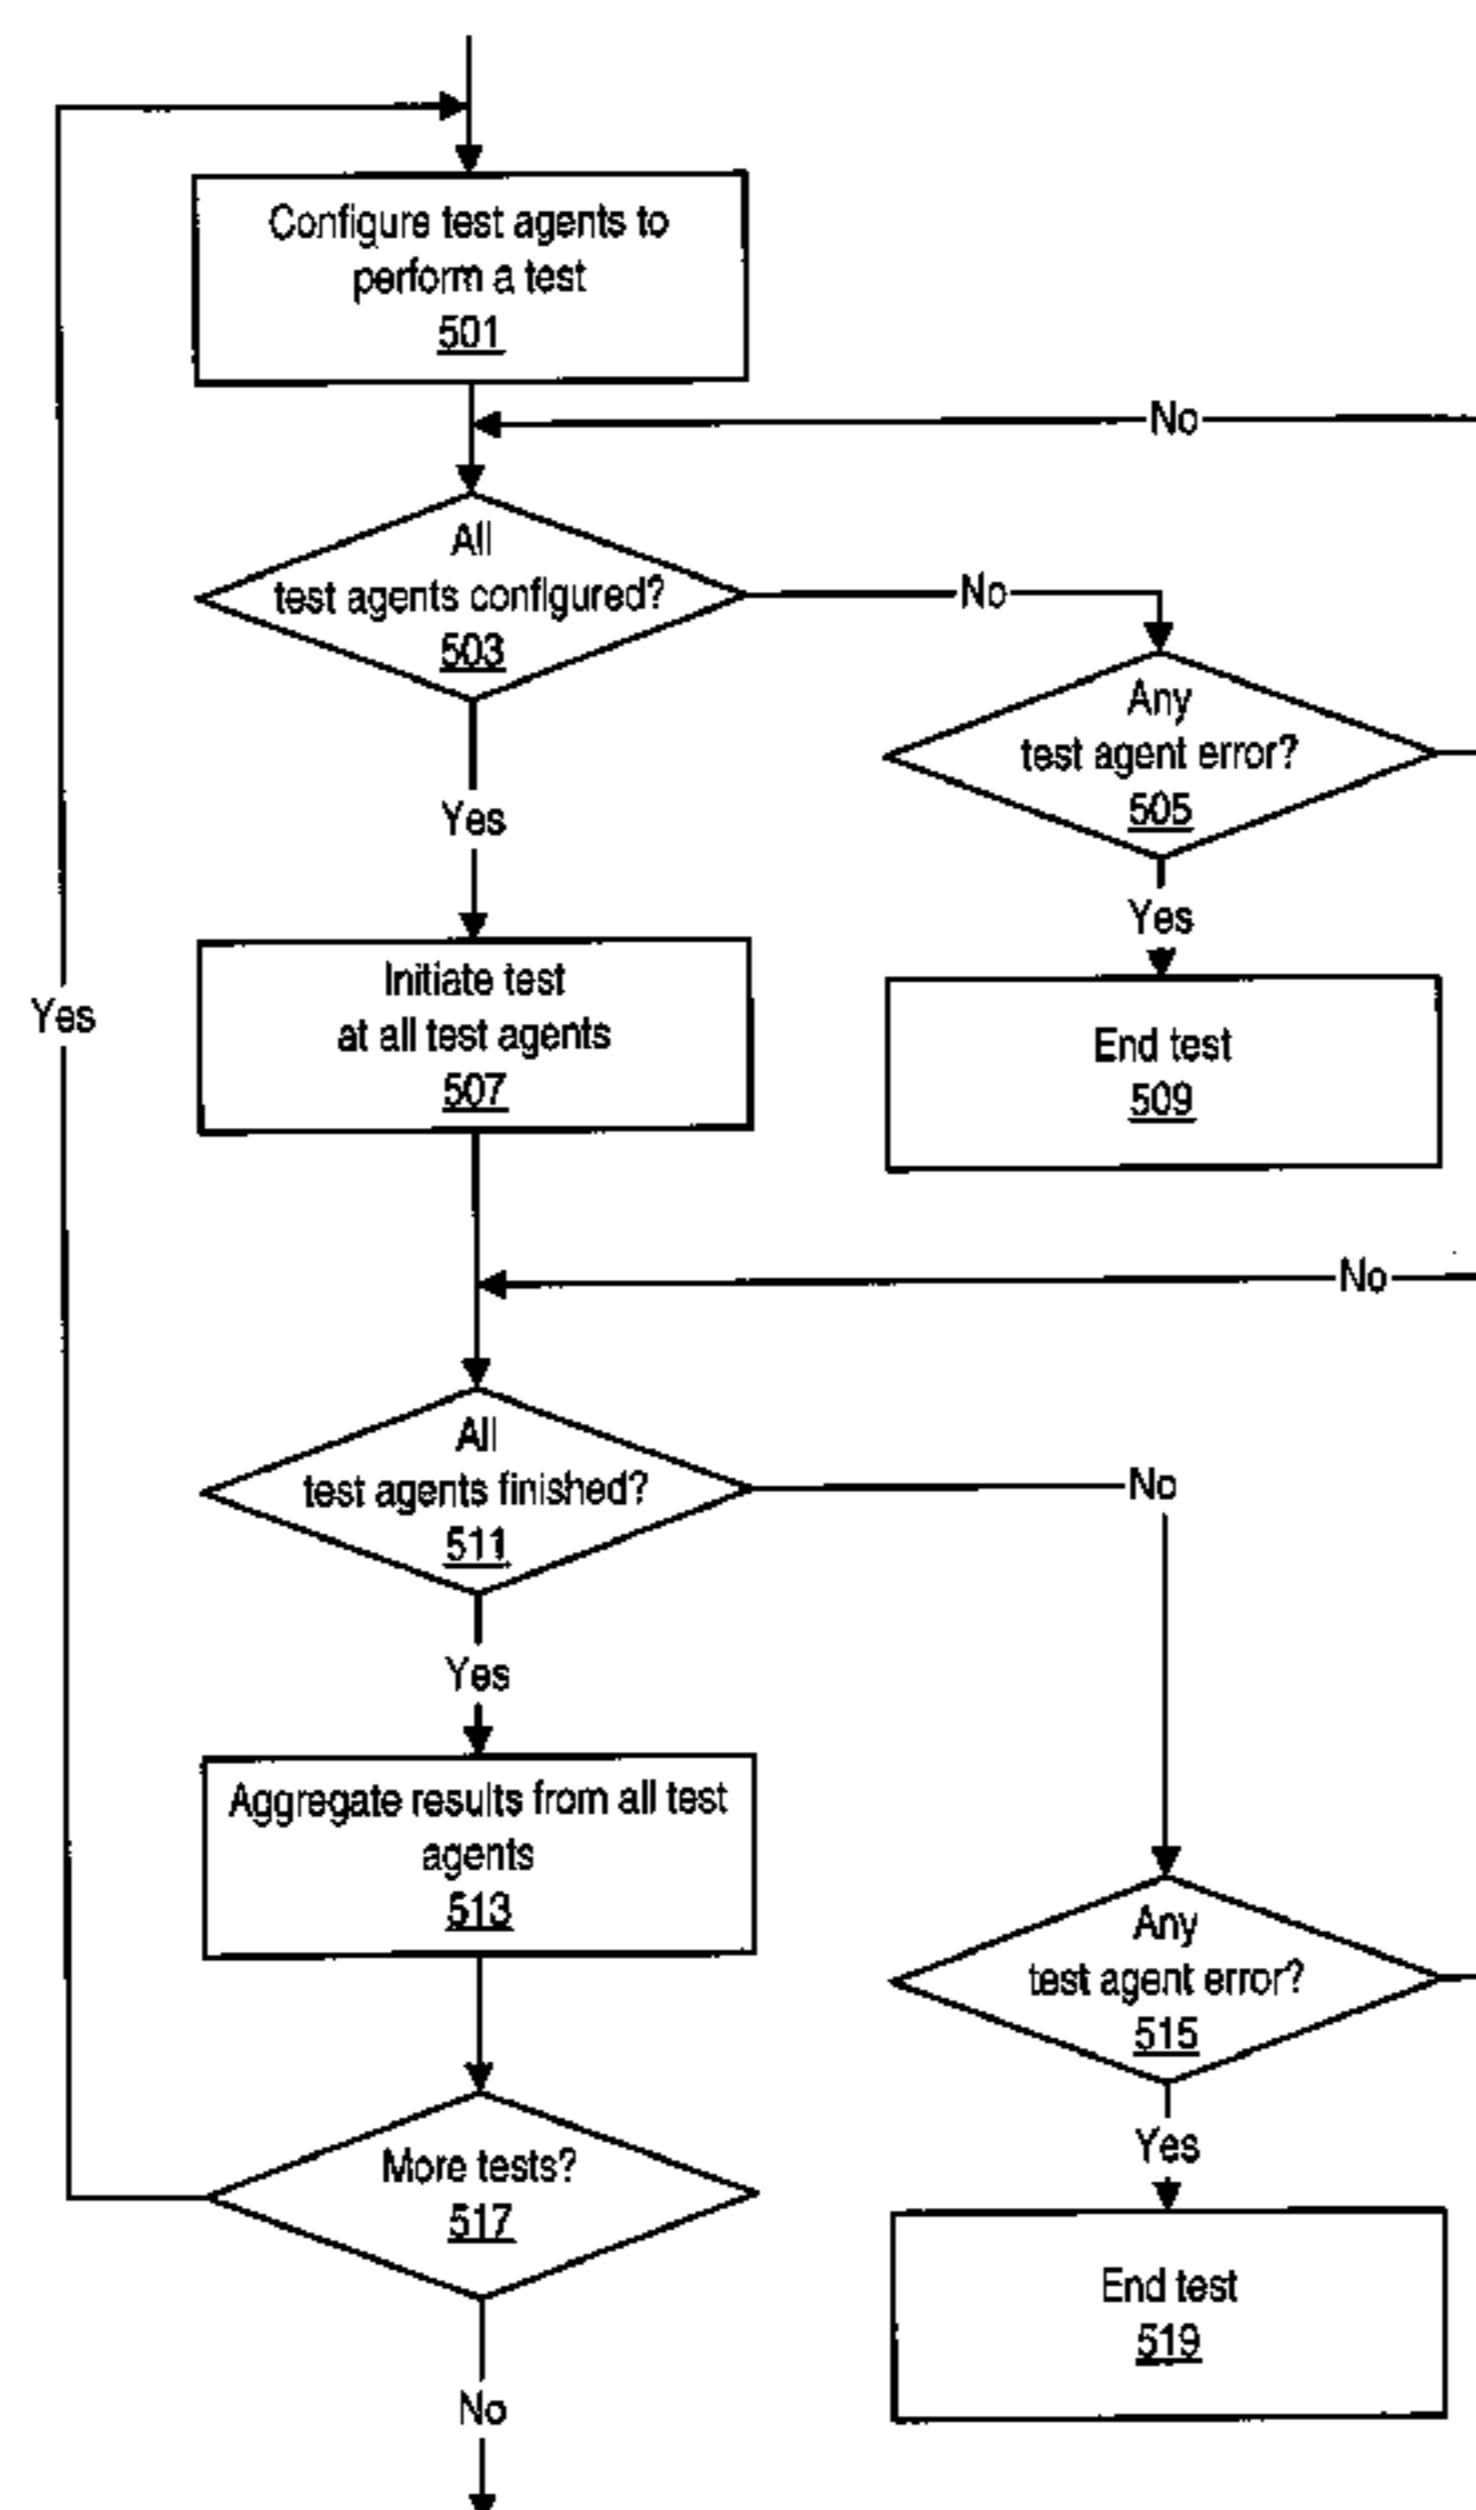 Configure test agents to
perform a test
501
No
All
test agents configured?
503
No
Any
test agent error?
505
Yes
Yes
Initiate test
at all test agents
507
Yes
End test
509
No
All
test agents finished?
511
No
Yes
Aggregate results from all test
agents
513
Any
test agent error?
515
Yes
More tests?
517
End test
519
No